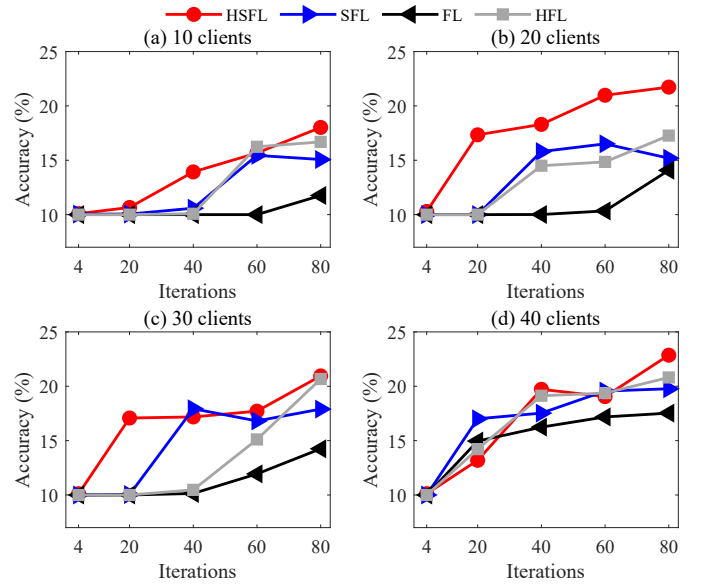 HSFL SFL FL HFL
(a) 10 clients
25
20
15
10
Accuracy (%)
4 20 40 60 80
Iterations
(b) 20 clients
25
20
15
10
Accuracy (%)
4 20 40 60 80
Iterations
(c) 30 clients
25
20
15
10
Accuracy (%)
4 20 40 60 80
Iterations
(d) 40 clients
25
20
15
10
Accuracy (%)
4 20 40 60 80
Iterations